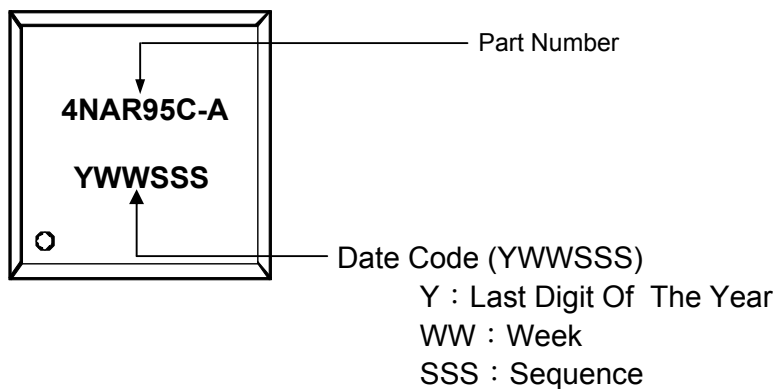 Part Number
4NAR95C-A
YWWSSS
Date Code (YWWSSS)
Y : Last Digit Of The Year
WW : Week
SSS : Sequence